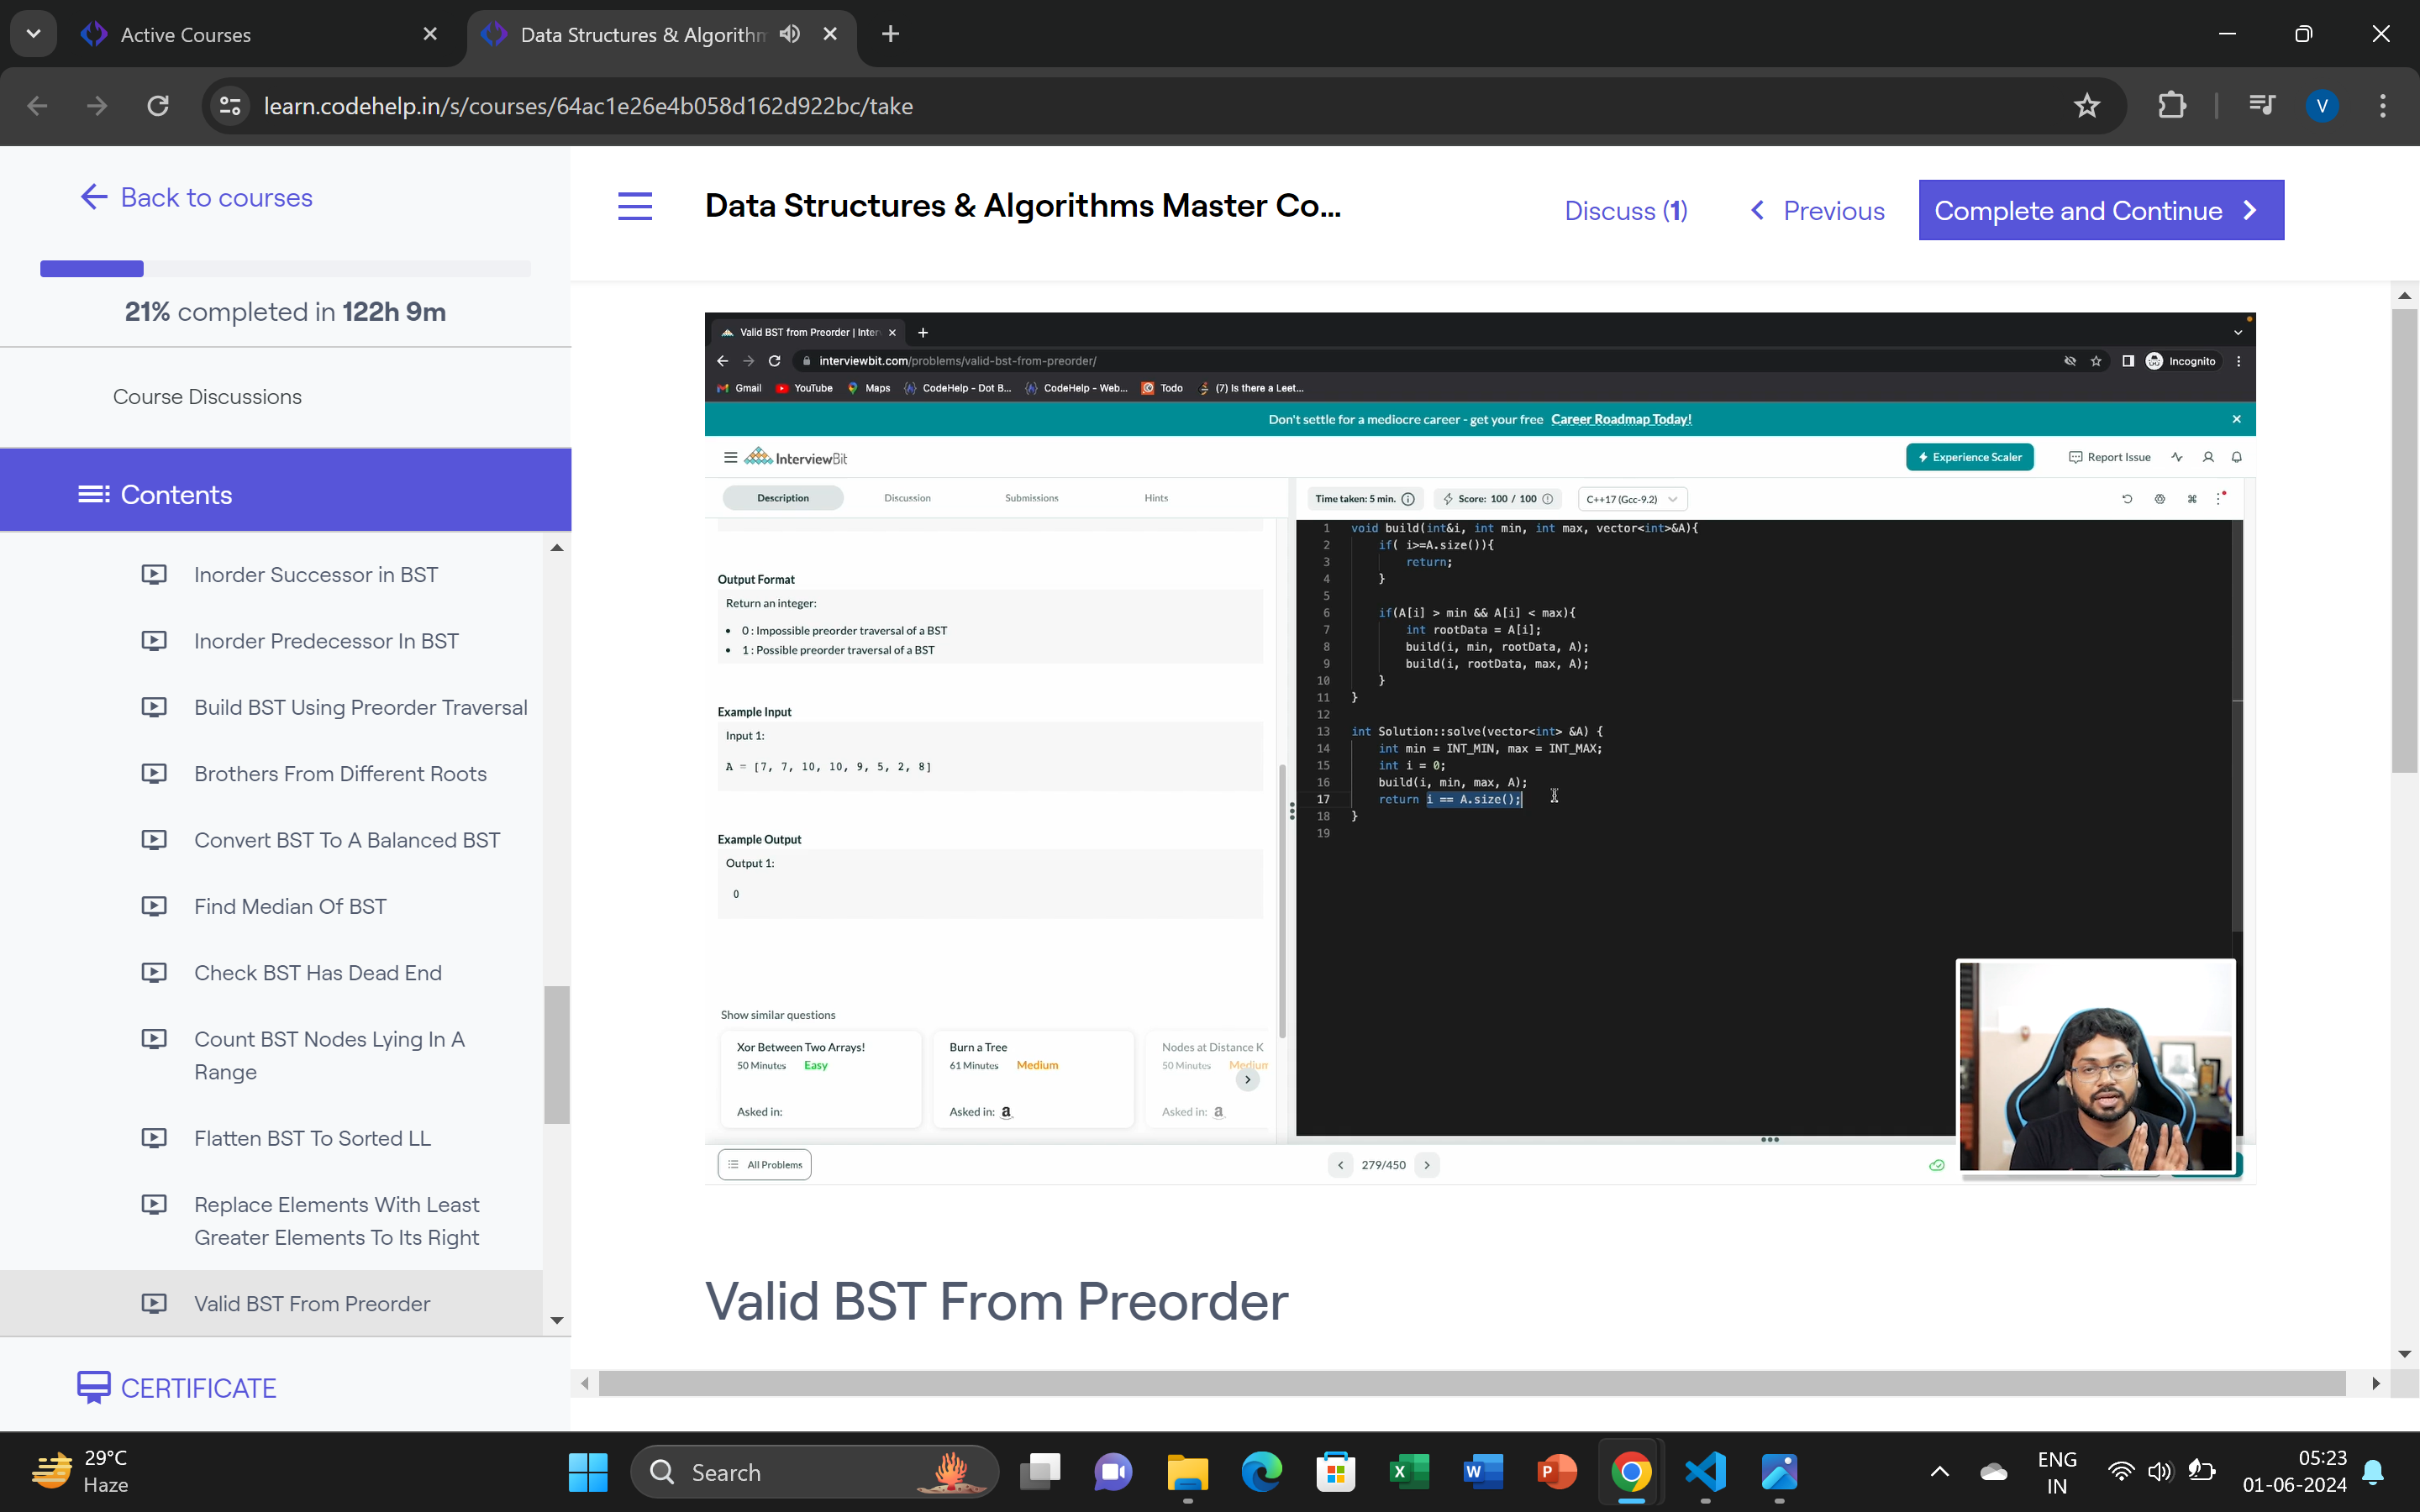 Active Courses
Data Structures & Algorithm
learn.codehelp.in/s/courses/64ac1e26e4b058d162d922bc/take
V
Back to courses
21% completed in 122h 9m
Course Discussions
Contents
Inorder Successor in BST
Inorder Predecessor In BST
Build BST Using Preorder Traversal
Brothers From Different Roots
Convert BST To A Balanced BST
Find Median Of BST
Check BST Has Dead End
Count BST Nodes Lying In A
Range
Flatten BST To Sorted LL
Replace Elements With Least
Greater Elements To Its Right
Valid BST From Preorder
CERTIFICATE
Data Structures & Algorithms Master Co...
Discuss (1)
Previous
Complete and Continue
Valid BST from Preorder | Inter
interviewbit.com/problems/valid-bst-from-preorder/
Incognito
Gmail YouTube Maps CodeHelp - Dot B... CodeHelp - Web... Todo (7) Is there a Leet...
Don't settle for a mediocre career - get your free Career Roadmap Today!
InterviewBit
Experience Scaler
Report Issue
Description Discussion Submissions Hints
Output Format
Return an integer:
• 0 : Impossible preorder traversal of a BST
• 1 : Possible preorder traversal of a BST
Example Input
Input 1:
A = [7, 7, 10, 10, 9, 5, 2, 8]
Example Output
Output 1:
0
Show similar questions
Xor Between Two Arrays!
50 Minutes Easy
Asked in:
Burn a Tree
61 Minutes Medium
Asked in: a
Nodes at Distance K
50 Minutes Medium
Asked in: a
Time taken: 5 min. Score: 100 / 100 C++17 (Gcc-9.2)
1 void build(int&i, int min, int max, vector<int>&A){
2 if( i>=A.size()){
3 return;
4 }
5
6 if(A[i] > min && A[i] < max){
7 int rootData = A[i];
8 build(i, min, rootData, A);
9 build(i, rootData, max, A);
10 }
11 }
12
13 int Solution::solve(vector<int> &A) {
14 int min = INT_MIN, max = INT_MAX;
15 int i = 0;
16 build(i, min, max, A);
17 return i == A.size();
18 }
19
All Problems
279/450
Valid BST From Preorder
29°C
Haze
Search
ENG
IN
05:23
01-06-2024